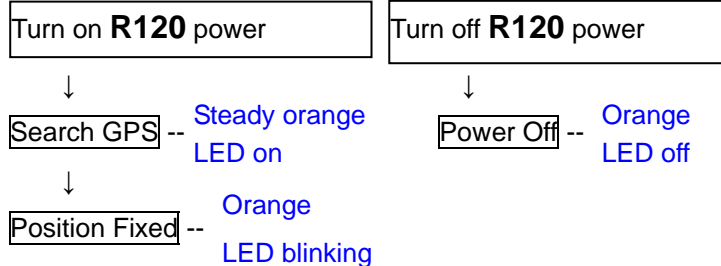 Turn on R120 power
↓
Search GPS -- Steady orange
LED on
↓
Position Fixed -- Orange
LED blinking
Turn off R120 power
↓
Power Off -- Orange
LED off